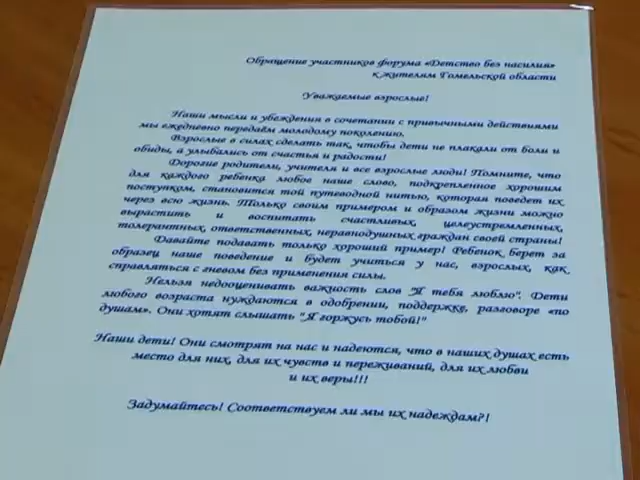 Обращение участников форума «Детство без насилия»
к жителям Гомельской области
Уважаемые взрослые!
Наши мысли и убеждения в сочетании с привычными действиями
мы ежедневно передаём молодому поколению.
Взрослые в силах сделать так, чтобы дети не плакали от боли и
обиды, а улыбались от счастья и радости!
Дорогие родители, учителя и все взрослые люди! Помните, что
для каждого ребенка любое наше слово, подкрепленное хорошим
поступком, становится той путеводной нитью, которая поведет их
через всю жизнь. Только своим примером и образом жизни можно
вырастить и воспитать счастливых, целеустремленных,
толерантных, ответственных, неравнодушных граждан своей страны!
Давайте подавать только хороший пример! Ребенок берет за
образец наше поведение и будет учиться у нас, взрослых, как
справляться с гневом без применения силы.
Нельзя недооценивать важность слов "Я тебя люблю". Дети
любого возраста нуждаются в одобрении, поддержке, разговоре «по
душам». Они хотят слышать "Я горжусь тобой!"
Наши дети! Они смотрят на нас и надеются, что в наших душах есть
место для них, для их чувств и переживаний, для их любви
и их веры!!!
Задумайтесь! Соответствуем ли мы их надеждам?!